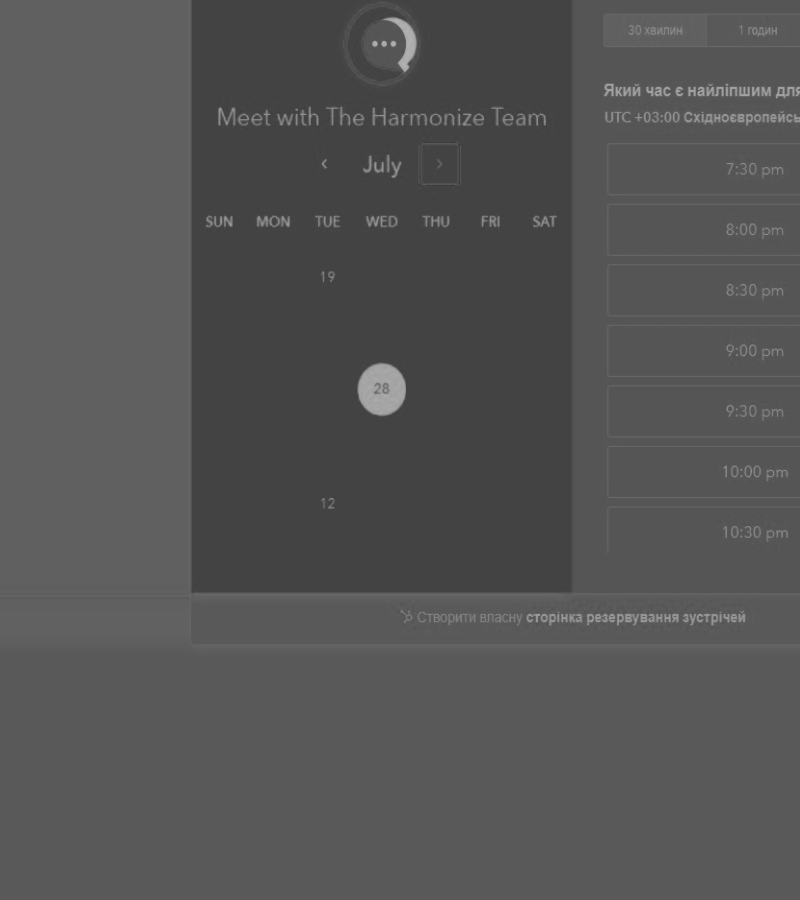 Meet with The Harmonize Team
July
SUN MON TUE WED THU FRI SAT
19
28
12
30 хвилин 1 годин
Який час є найліпшим для
UTC +03:00 Східноєвропейсь
7:30 pm
8:00 pm
8:30 pm
9:00 pm
9:30 pm
10:00 pm
10:30 pm
Створити власну сторінка резервування зустрічей